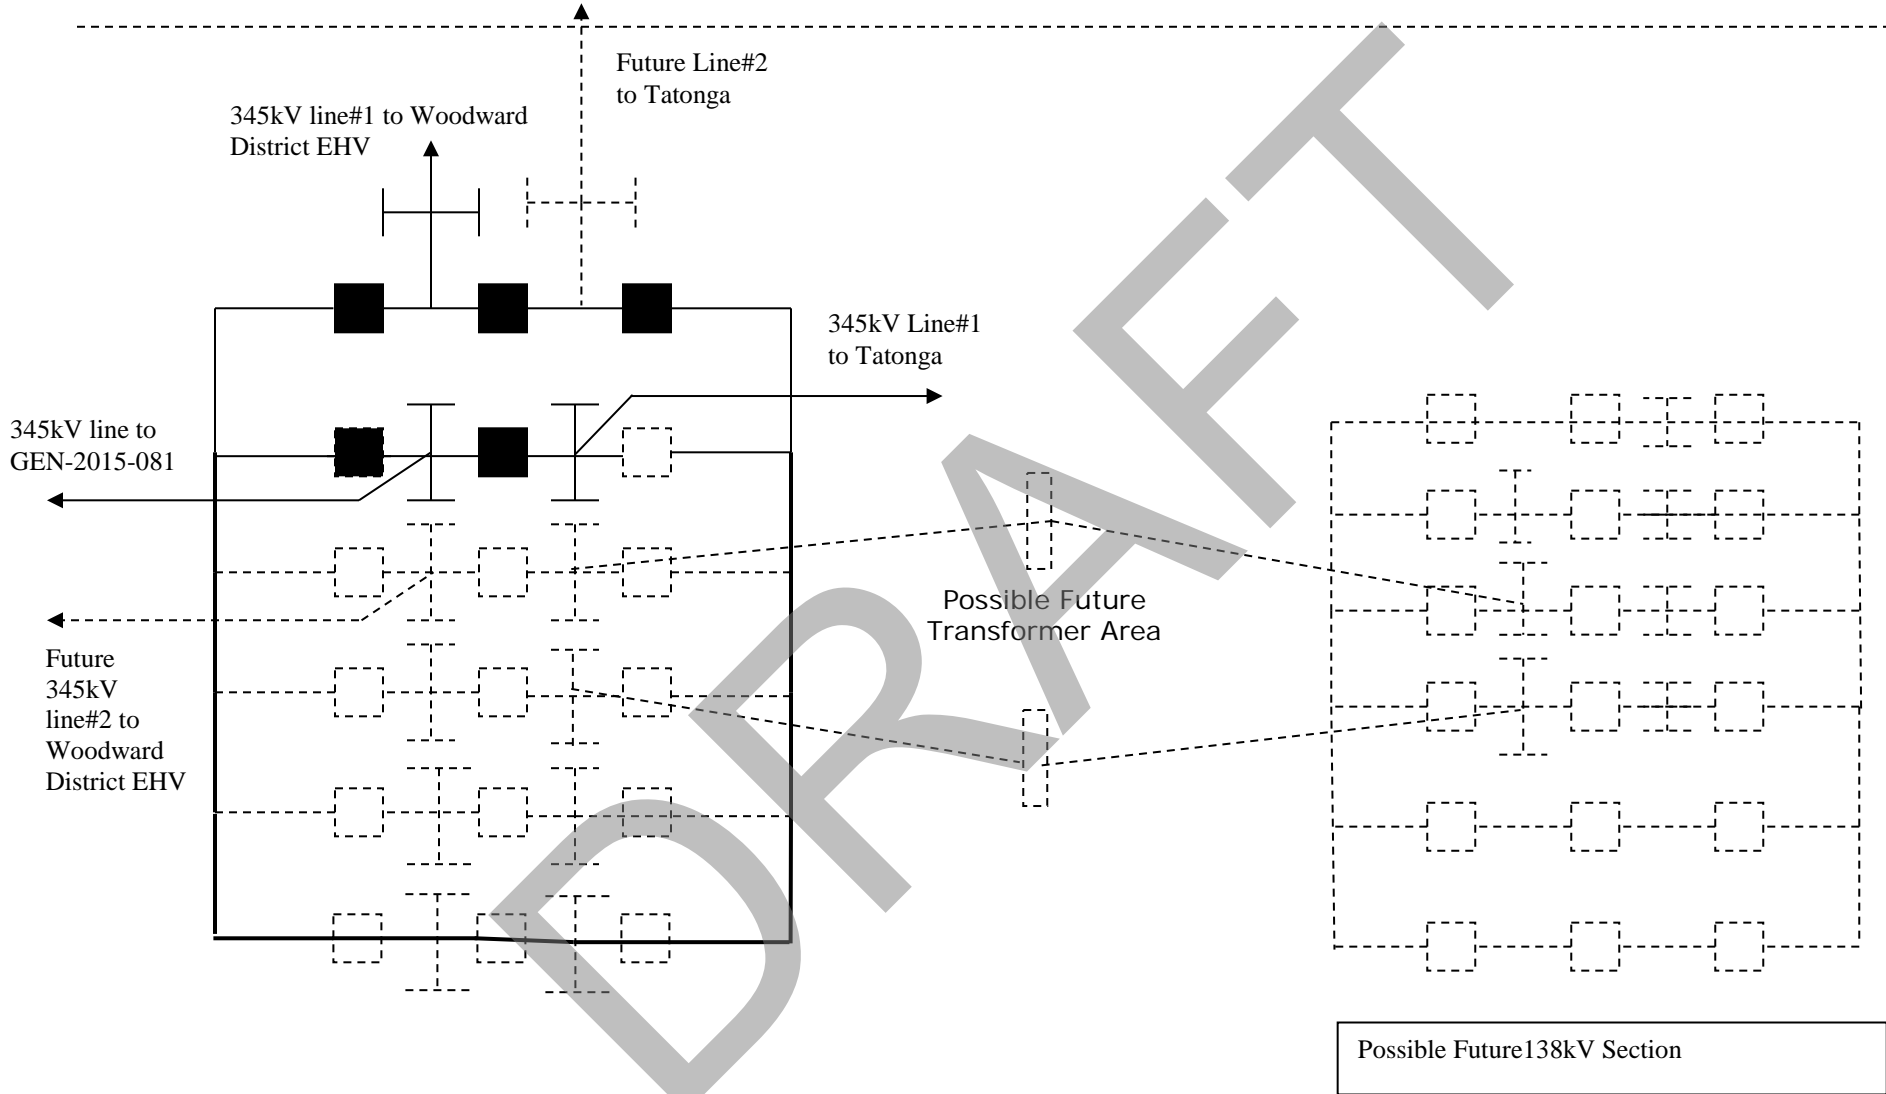 Future Line#2
to Tatonga
345kV line#1 to Woodward
District EHV
345kV Line#1
to Tatonga
345kV line to
GEN-2015-081
Possible Future
Transformer Area
Future
345kV
line#2 to
Woodward
District EHV
Possible Future138kV Section
DRAFT